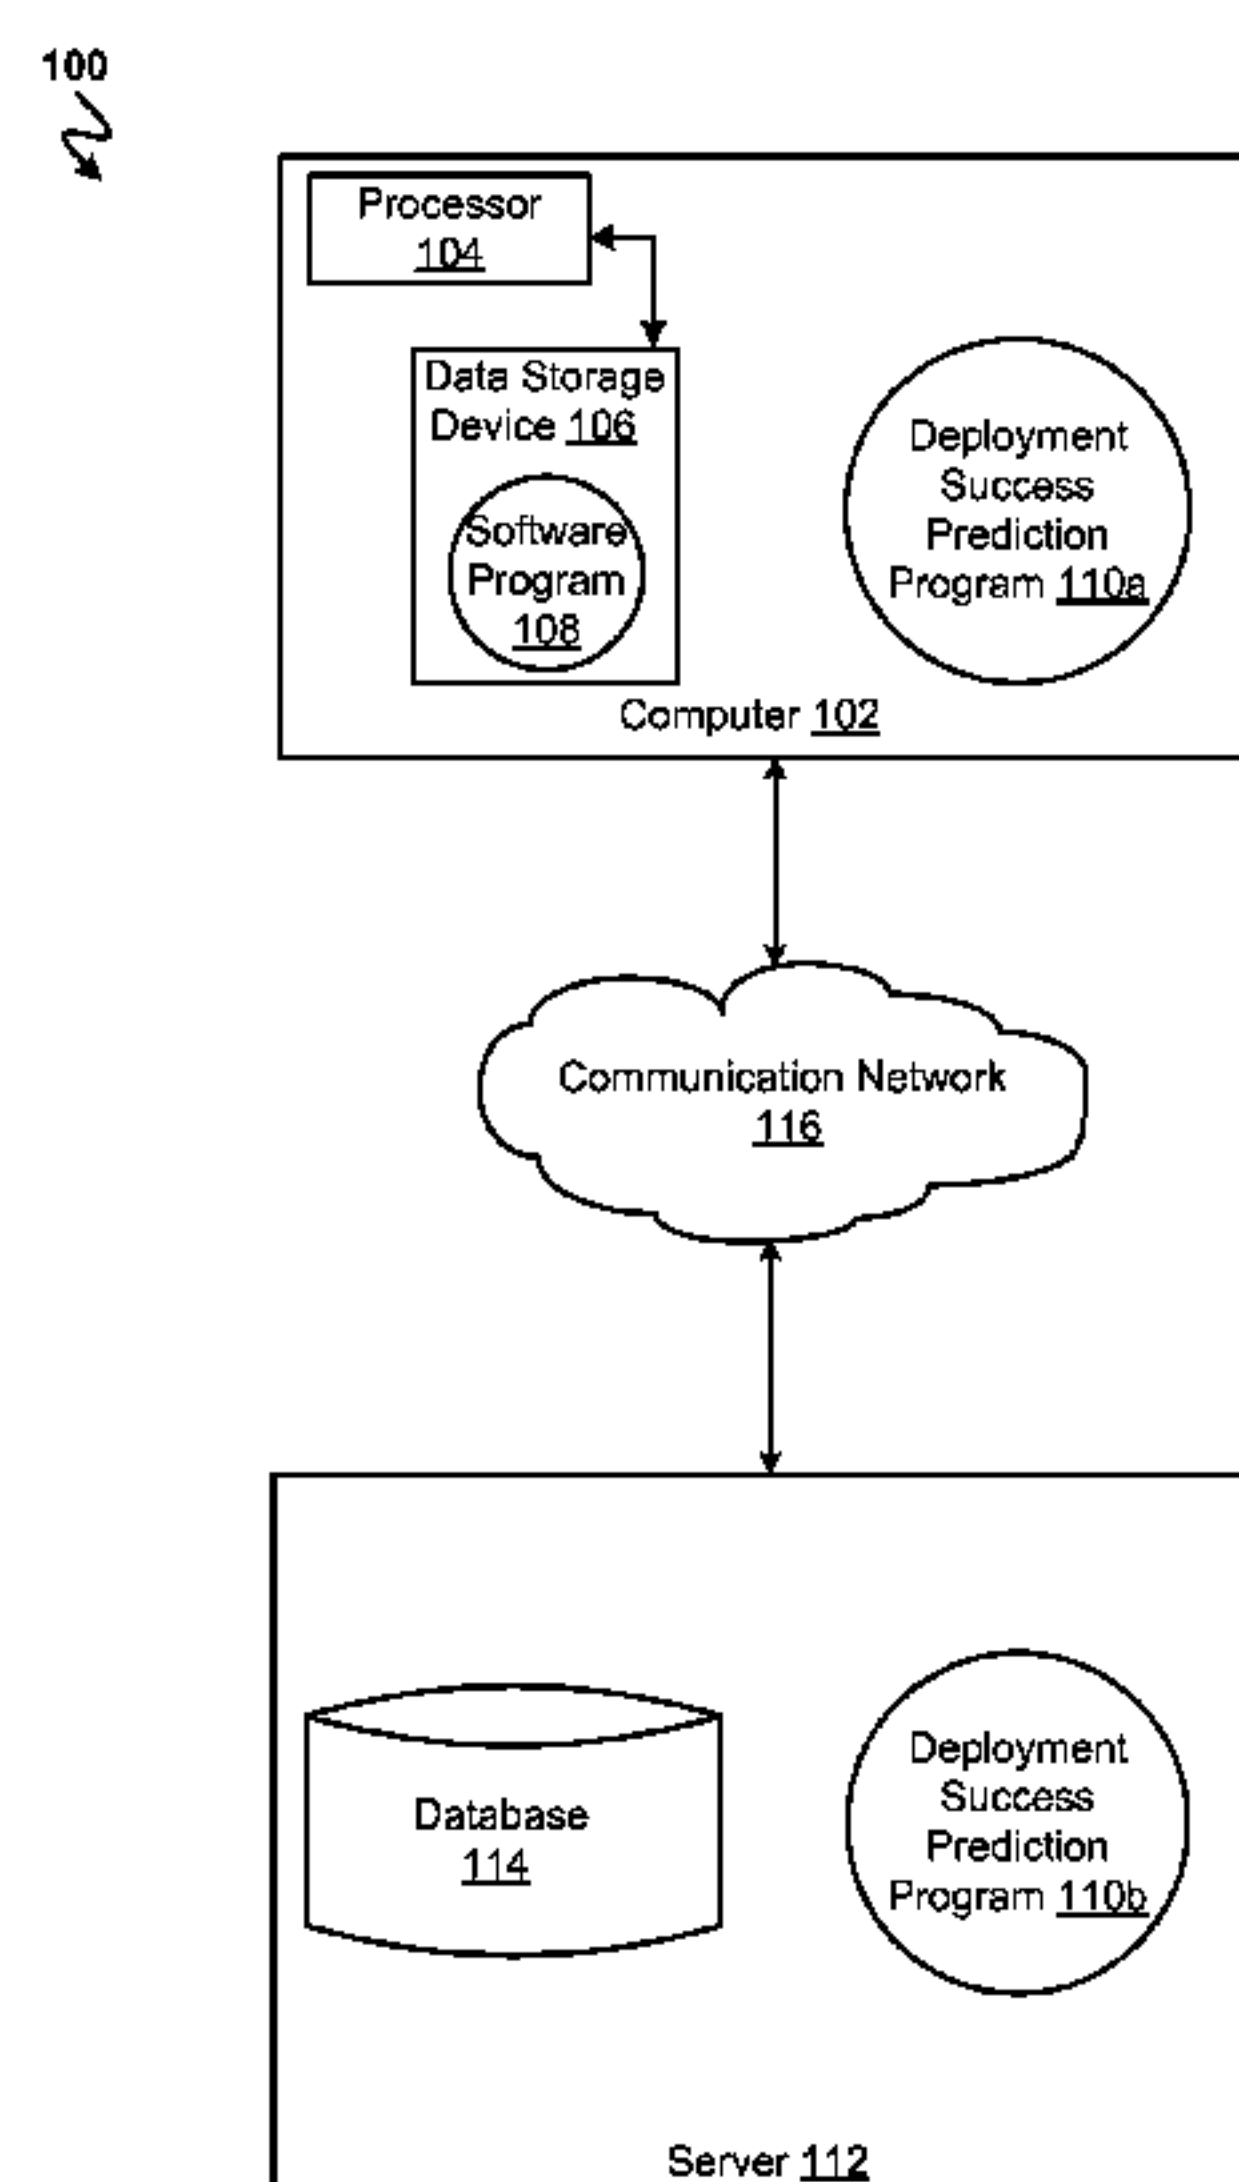 100
Processor
104
Data Storage
Device 106
Software
Program
108
Deployment
Success
Prediction
Program 110a
Computer 102
Communication Network
116
Database
114
Deployment
Success
Prediction
Program 110b
Server 112